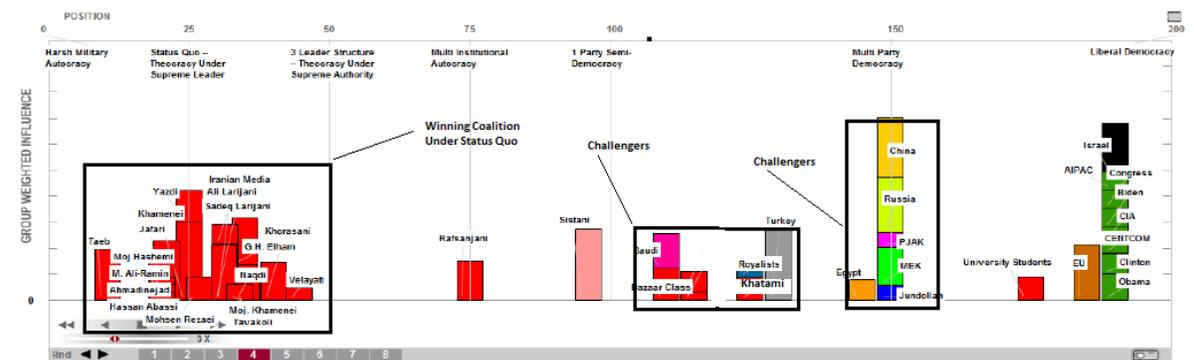 POSITION
0 25 50 75 100 150 200
Harsh Military
Autocracy
Status Quo --
Theocracy Under
Supreme Leader
3 Leader Structure
-- Theocracy Under
Supreme Authority
Multi Institutional
Autocracy
1 Party Semi-
Democracy
Multi Party
Democracy
Liberal Democracy
GROUP WEIGHTED INFLUENCE
0
Winning Coalition
Under Status Quo
Challengers
Challengers
Iranian Media
Yazdi
Ali Larijani
Sadeq Larijani
Khamenei
Jafari
Khorasani
Taeb
G.H. Elham
Moj Hashemi
M. Ali-Ramin
Naqdi
Velayati
Ahmadinejad
Hassan Abassi
Moj. Khamenei
Mohsen Rezaei
Tavakoli
Rafsanjani
Sistani
Saudi
Bazaar Class
Turkey
Royalists
Khatami
Egypt
China
Russia
PJAK
MEK
Jundollah
University Students
EU
Israel
AIPAC
Congress
Biden
CIA
CENTCOM
Clinton
Obama
3 X
Rnd 1 2 3 4 5 6 7 8